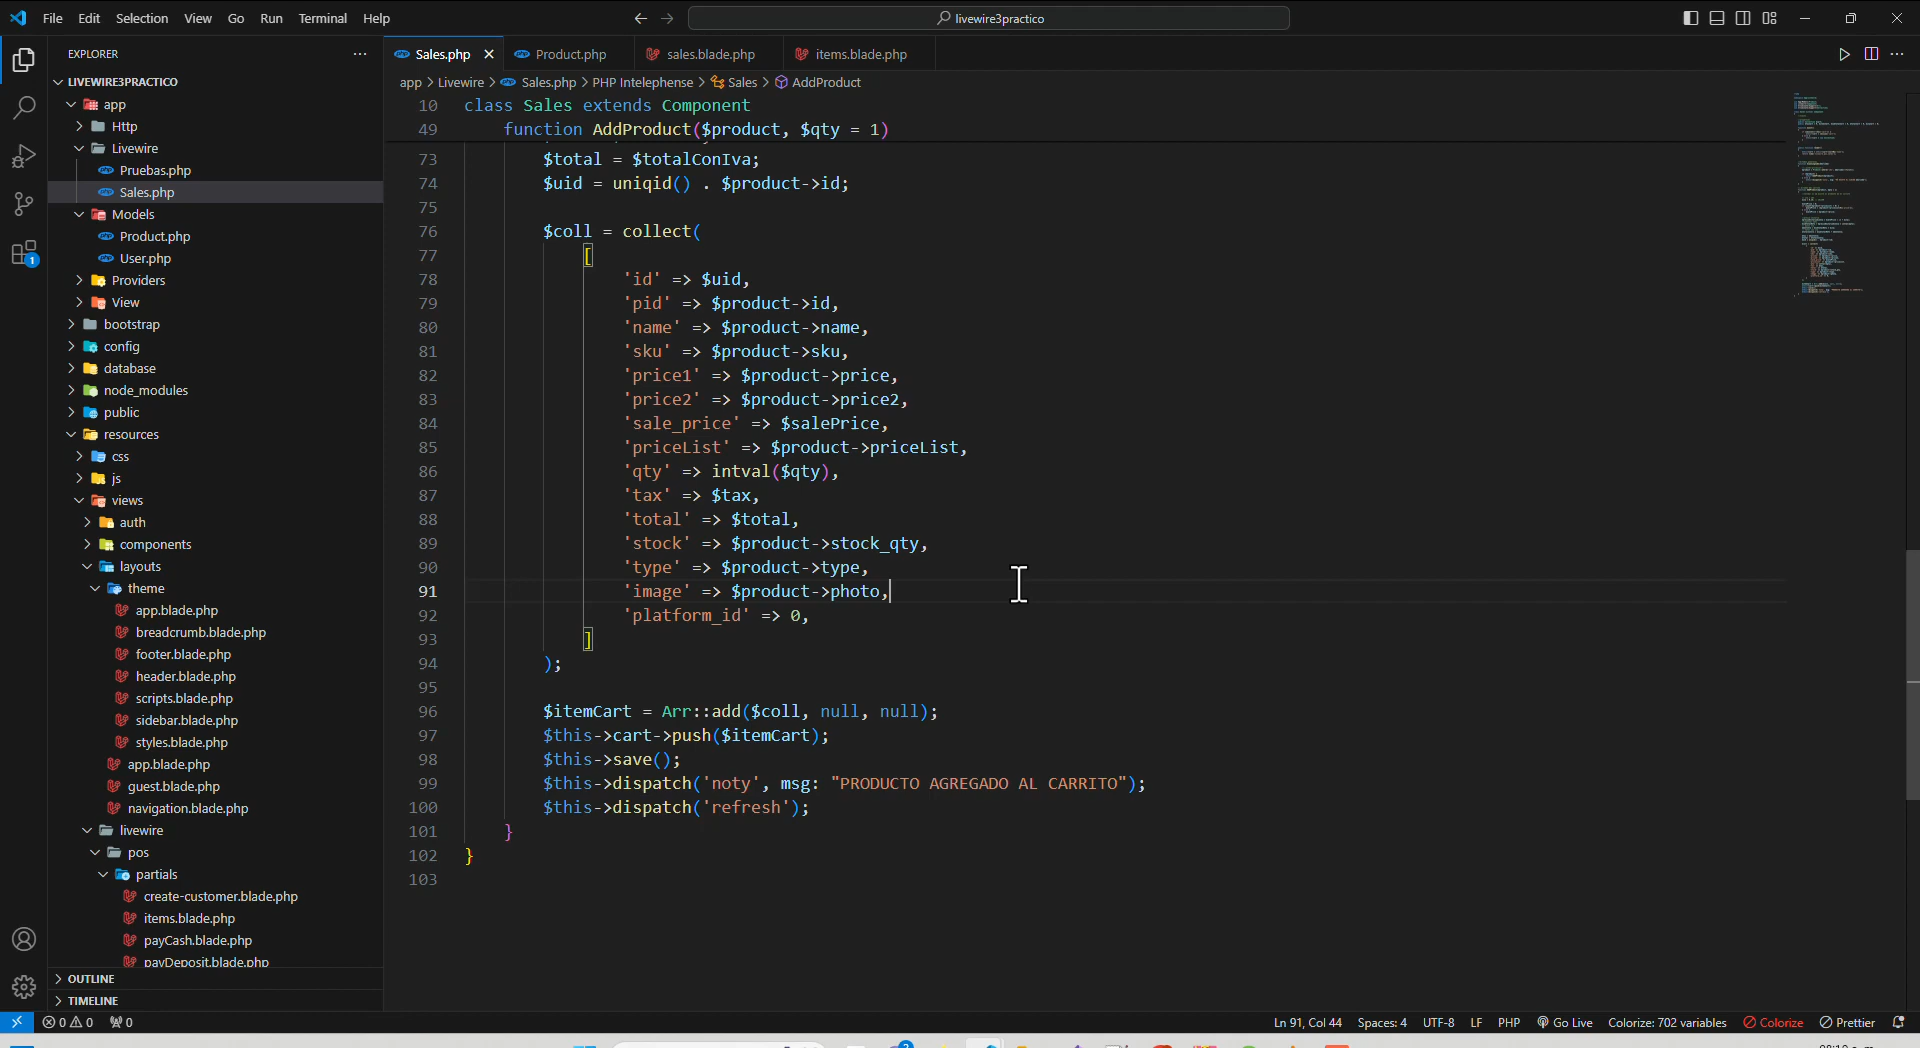 File Edit Selection View Go Run Terminal Help
livewire3practico
EXPLORER
LIVEWIRE3PRACTICO
app
Http
Livewire
Pruebas.php
Sales.php
Models
Product.php
User.php
Providers
View
bootstrap
config
database
node_modules
public
resources
css
js
views
auth
components
layouts
theme
app.blade.php
breadcrumb.blade.php
footer.blade.php
header.blade.php
scripts.blade.php
sidebar.blade.php
styles.blade.php
app.blade.php
guest.blade.php
navigation.blade.php
livewire
pos
partials
create-customer.blade.php
items.blade.php
payCash.blade.php
payDeposit.blade.php
OUTLINE
TIMELINE
1
Sales.php Product.php sales.blade.php items.blade.php
app > Livewire > Sales.php > PHP Intelephense > Sales > AddProduct
10 class Sales extends Component
49 function AddProduct($product, $qty = 1)
73 $total = $totalConIva;
74 $uid = uniqid() . $product->id;
75
76 $coll = collect(
77 [
78 'id' => $uid,
79 'pid' => $product->id,
80 'name' => $product->name,
81 'sku' => $product->sku,
82 'price1' => $product->price,
83 'price2' => $product->price2,
84 'sale_price' => $salePrice,
85 'priceList' => $product->priceList,
86 'qty' => intval($qty),
87 'tax' => $tax,
88 'total' => $total,
89 'stock' => $product->stock_qty,
90 'type' => $product->type,
91 'image' => $product->photo,
92 'platform_id' => 0,
93 ]
94 );
95
96 $itemCart = Arr::add($coll, null, null);
97 $this->cart->push($itemCart);
98 $this->save();
99 $this->dispatch('noty', msg: "PRODUCTO AGREGADO AL CARRITO");
100 $this->dispatch('refresh');
101 }
102 }
103
0 0 0 Ln 91, Col 44 Spaces: 4 UTF-8 LF PHP Go Live Colorize: 702 variables Colorize Prettier